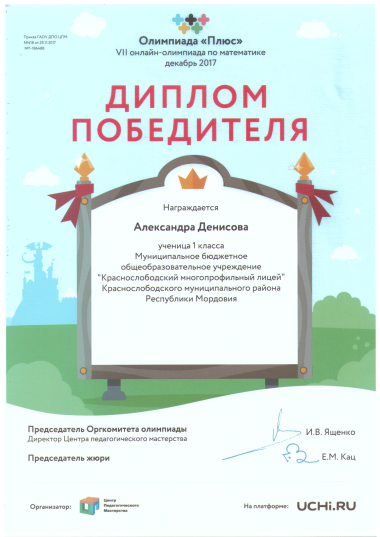 Приказ ГАОУ ДПО ЦПМ
Олимпиада «Плюс»
VII онлайн-олимпиада по математике
декабрь 2017
ДИПЛОМ
ПОБЕДИТЕЛЯ
Награждается
Александра Денисова
ученица 1 класса
Муниципальное бюджетное
общеобразовательное учреждение
"Краснослободский многопрофильный лицей"
Краснослободского муниципального района
Республики Мордовия
Председатель Оргкомитета олимпиады
Директор Центра педагогического мастерства
И.В. Ященко
Председатель жюри
Е.М. Кац
Организатор:
Центр
Педагогического
Мастерства
На платформе:
UCHi.RU